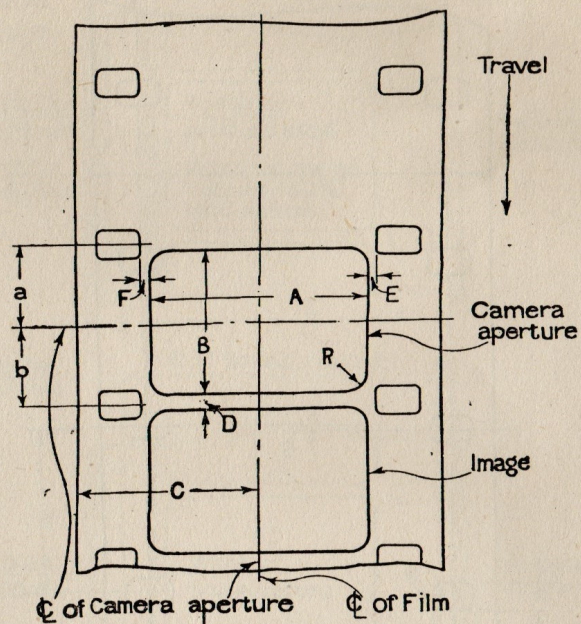 Travel
a
F
A
E
Camera
aperture
b
B
R
D
Image
C
℄ of Camera aperture
℄ of Film